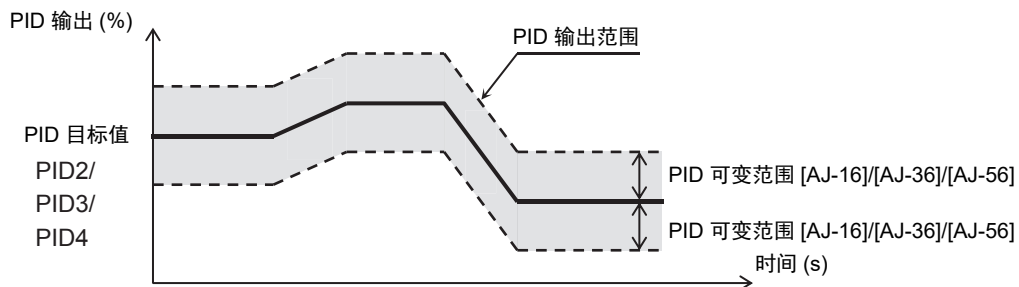 PID 输出 (%)
PID 输出范围
PID 目标值
PID2/
PID3/
PID4
PID 可变范围 [AJ-16]/[AJ-36]/[AJ-56]
PID 可变范围 [AJ-16]/[AJ-36]/[AJ-56]
时间 (s)